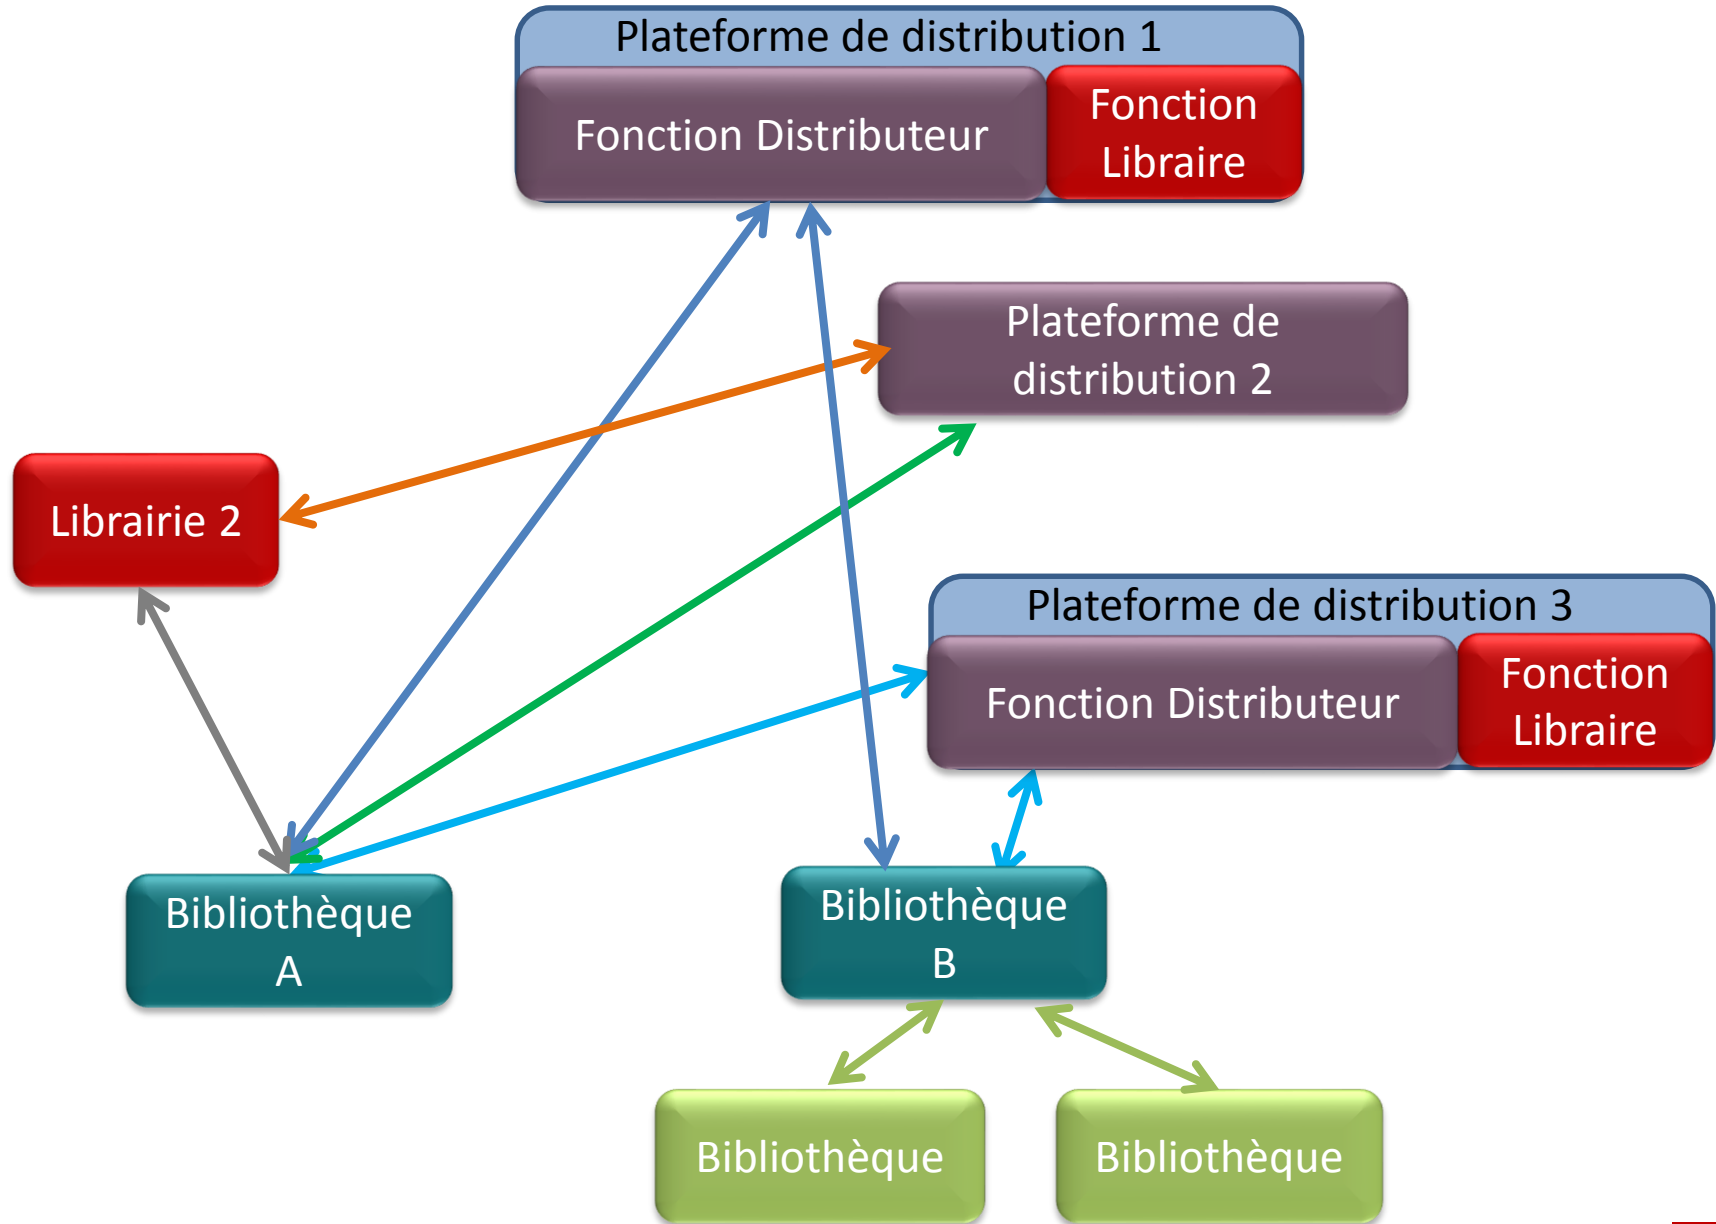 Plateforme de distribution 1
Fonction Distributeur
Fonction
Libraire
Plateforme de
distribution 2
Librairie 2
Plateforme de distribution 3
Fonction Distributeur
Fonction
Libraire
Bibliothèque
A
Bibliothèque
B
Bibliothèque
Bibliothèque